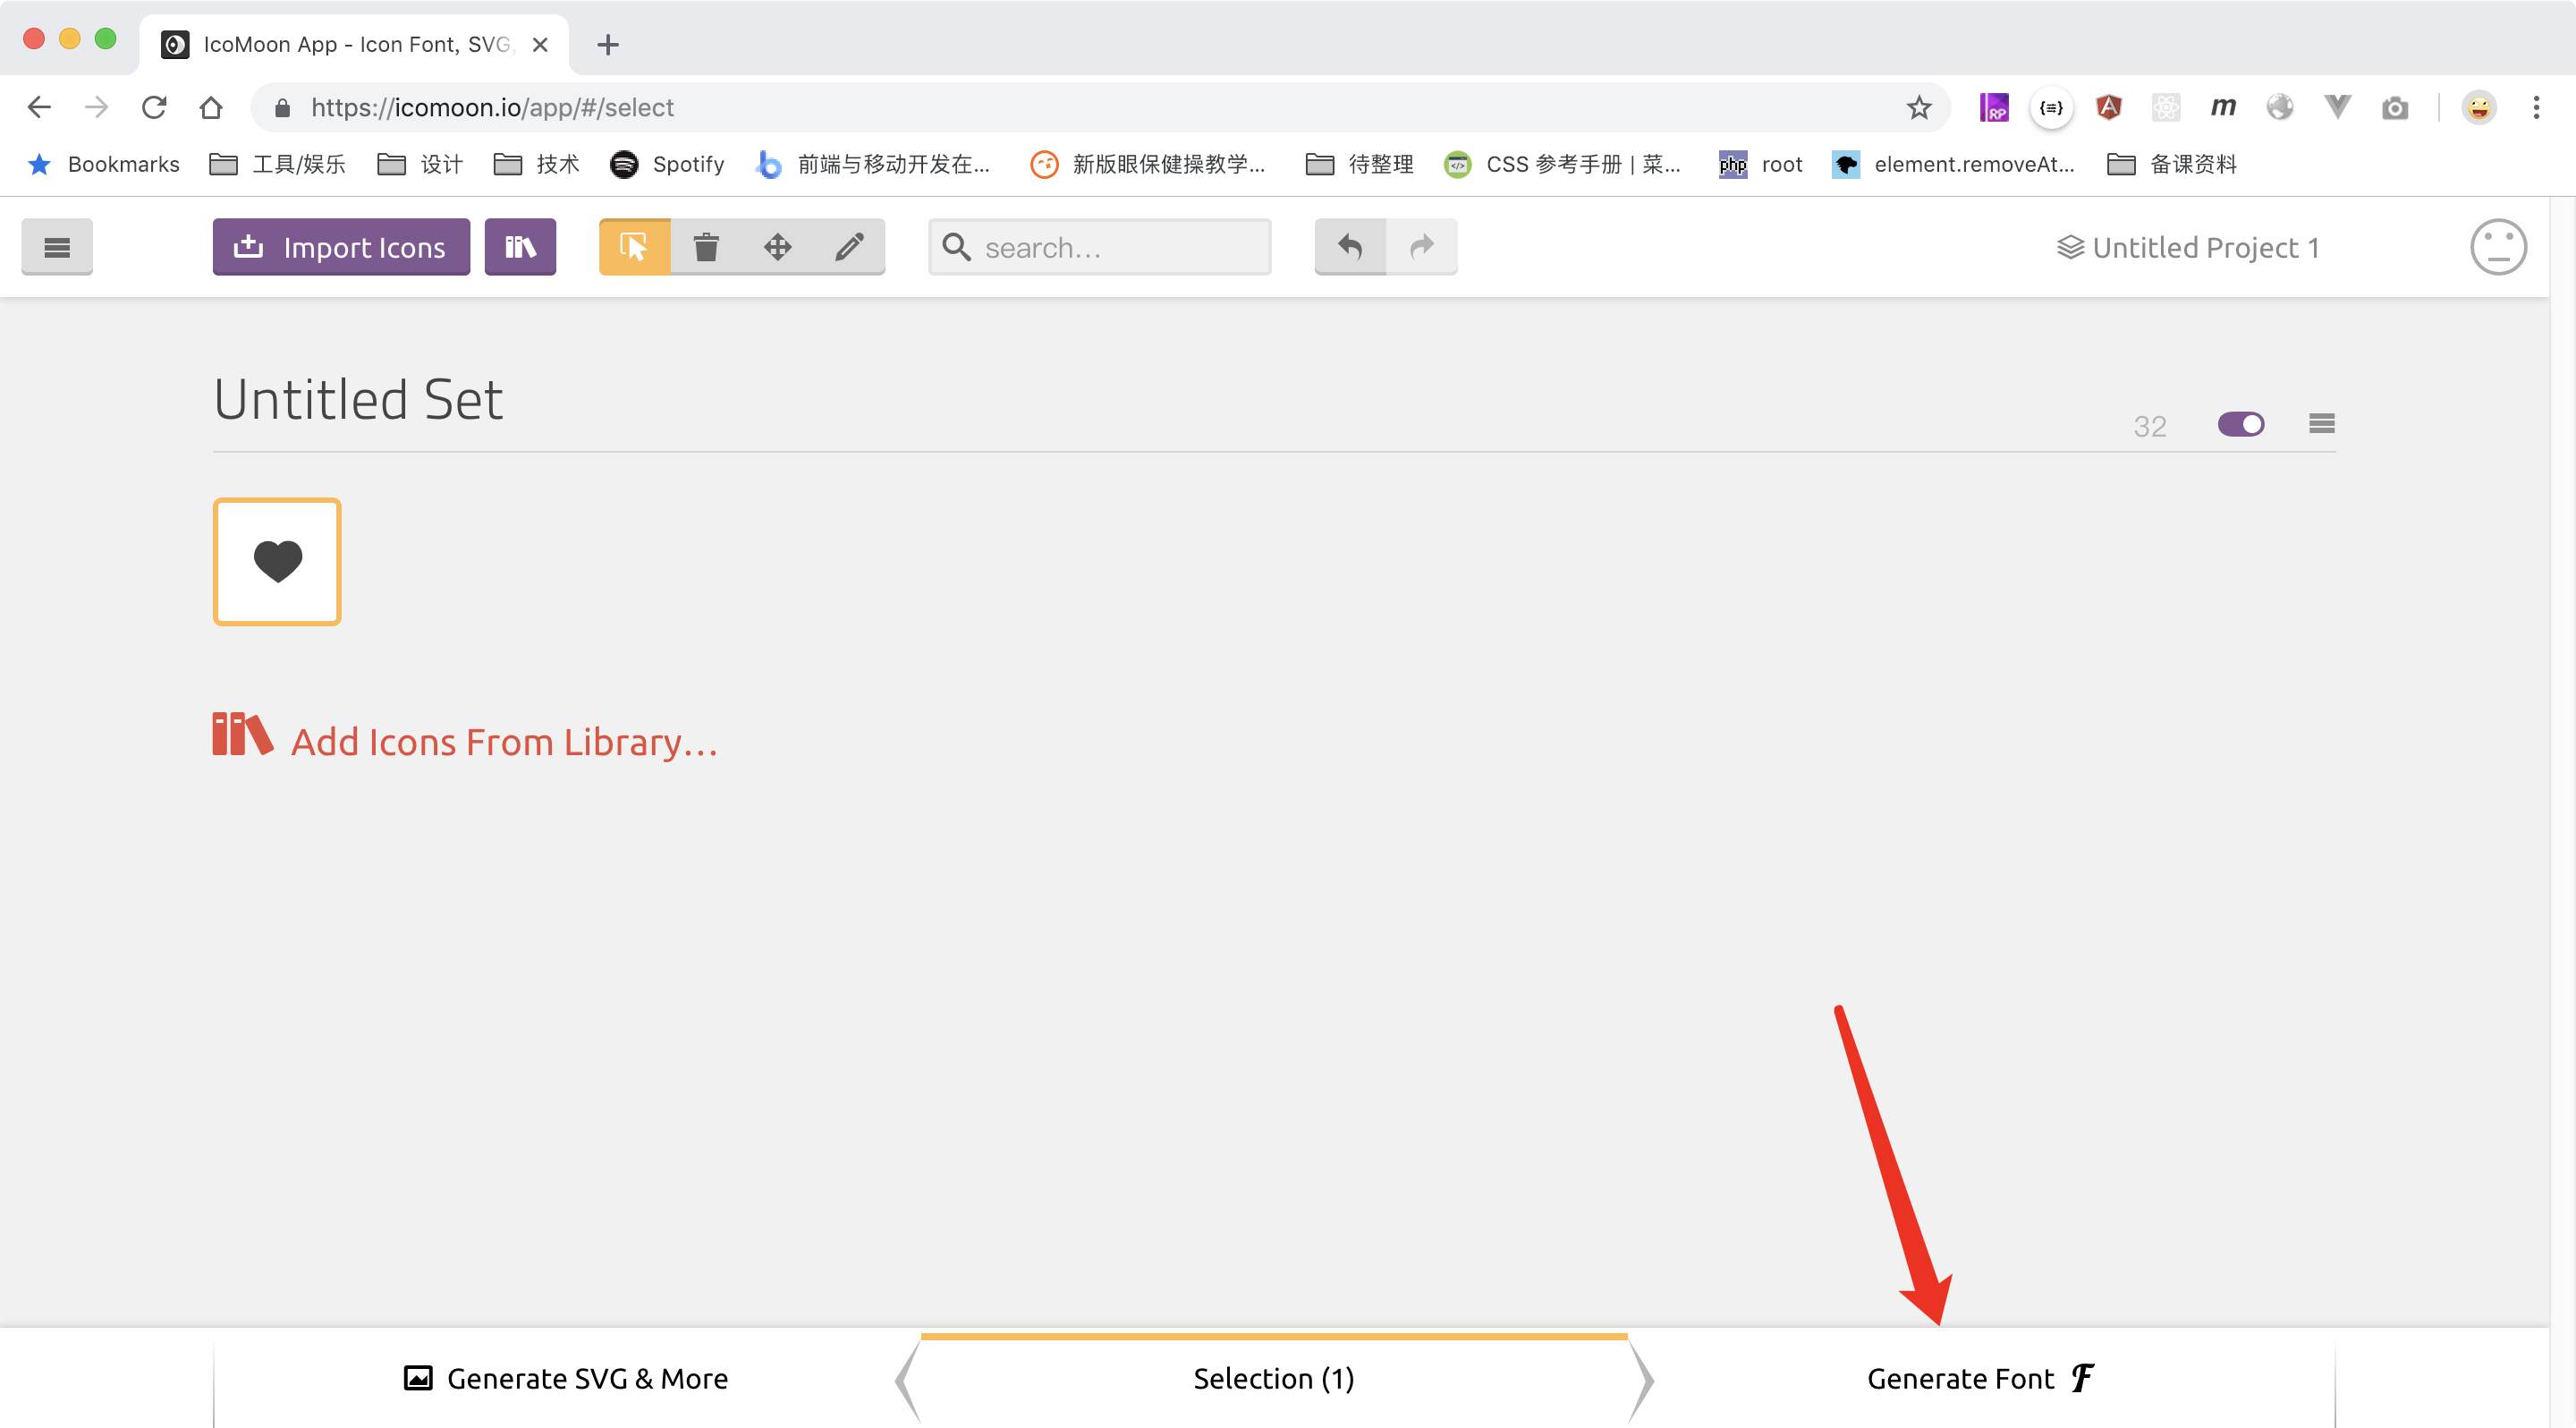 IcoMoon App - Icon Font, SVG,
https://icomoon.io/app/#/select
RP
{≡}
A
m
Bookmarks 工具/娱乐 设计 技术 Spotify 前端与移动开发在... 新版眼保健操教学... 待整理 CSS 参考手册 | 菜... php root element.removeAt... 备课资料
Import Icons
search...
Untitled Project 1
Untitled Set
32
Add Icons From Library...
Generate SVG & More
Selection (1)
Generate Font